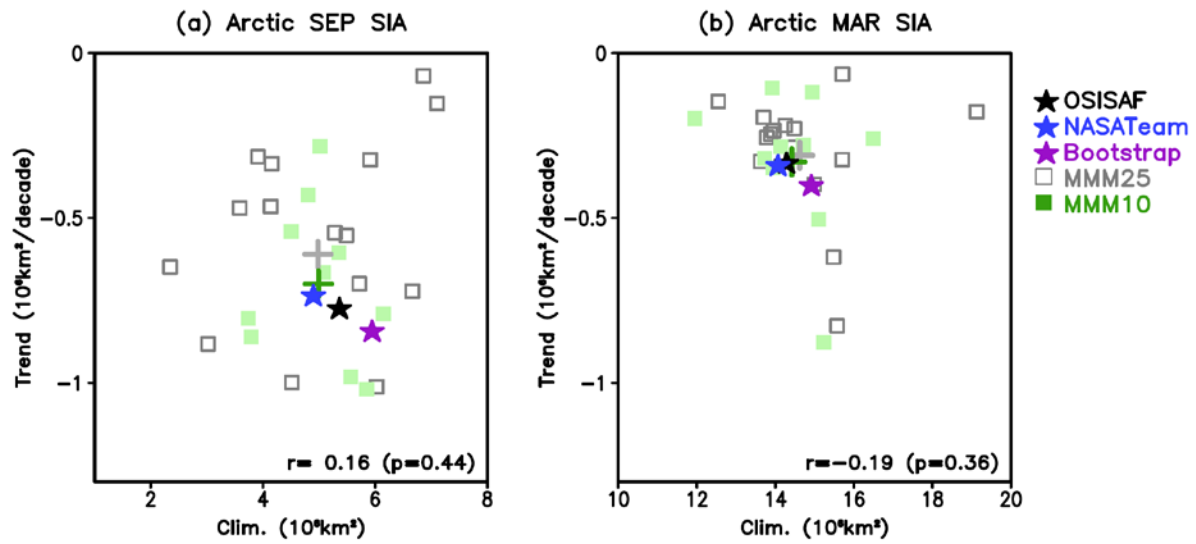 (a) Arctic SEP SIA
(b) Arctic MAR SIA
0
-0.5
-1
Trend (10⁶km²/decade)
r= 0.16 (p=0.44)
2 4 6 8
Clim. (10⁶km²)
0
-0.5
-1
Trend (10⁶km²/decade)
r=-0.19 (p=0.36)
10 12 14 16 18 20
Clim. (10⁶km²)
OSISAF
NASATeam
Bootstrap
MMM25
MMM10